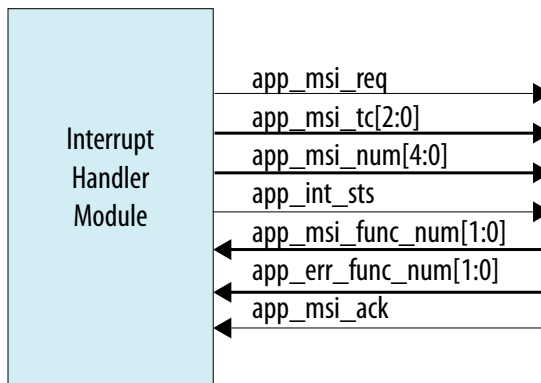 Interrupt
Handler
Module
app_msi_req
app_msi_tc[2:0]
app_msi_num[4:0]
app_int_sts
app_msi_func_num[1:0]
app_err_func_num[1:0]
app_msi_ack